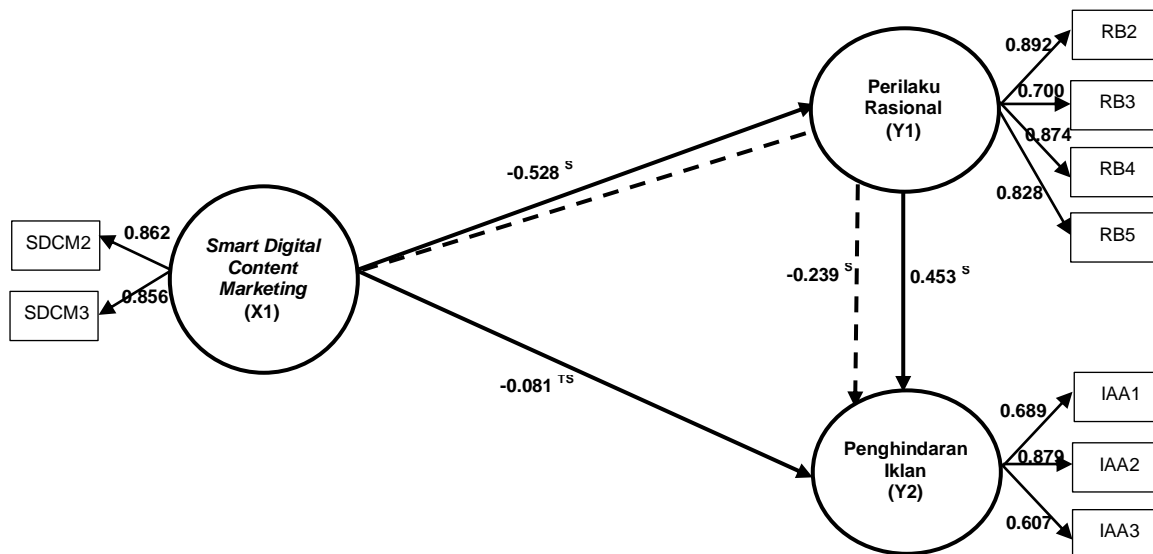 RB2
0.892
RB3
0.700
Perilaku
Rasional
(Y1)
0.874
RB4
0.828
RB5
-0.528 S
SDCM2
0.862
Smart Digital
Content
Marketing
(X1)
SDCM3
0.856
-0.239 S
0.453 S
-0.081 TS
IAA1
0.689
Penghindaran
Iklan
(Y2)
0.879
IAA2
0.607
IAA3